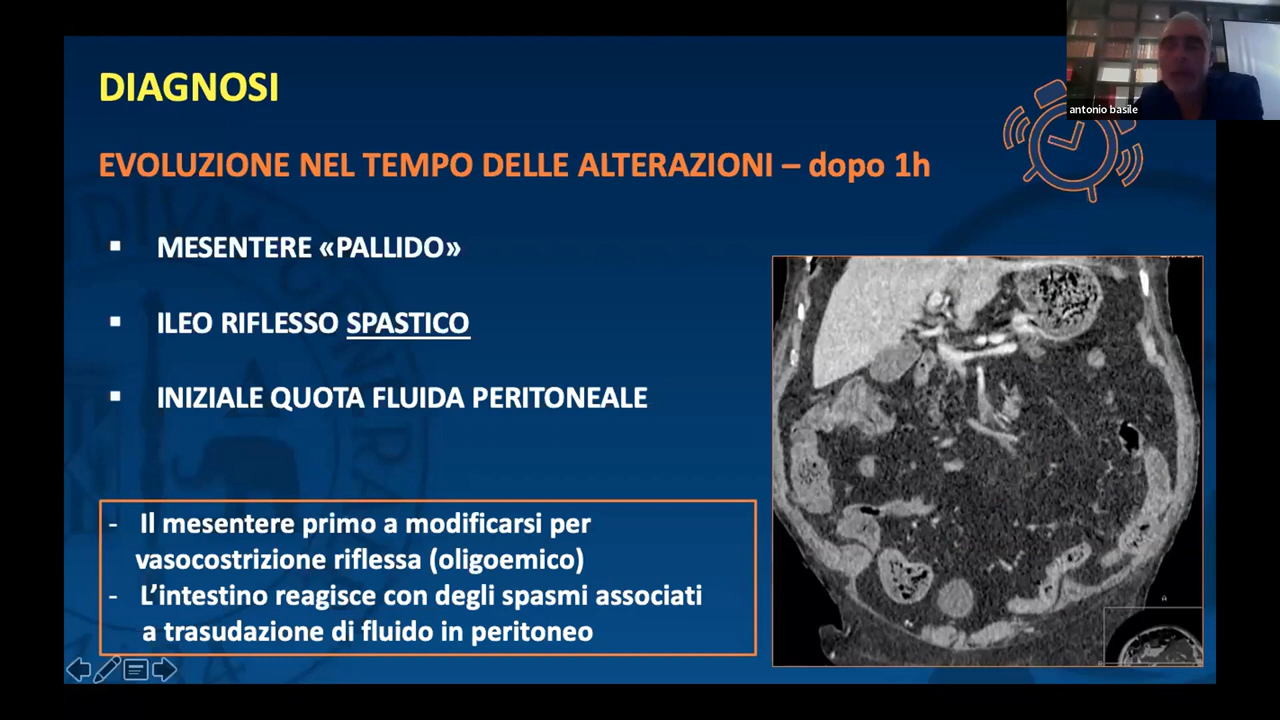 antonio basile
DIAGNOSI
EVOLUZIONE NEL TEMPO DELLE ALTERAZIONI – dopo 1h
▪ MESENTERE «PALLIDO»
▪ ILEO RIFLESSO SPASTICO
▪ INIZIALE QUOTA FLUIDA PERITONEALE
- Il mesentere primo a modificarsi per
vasocostrizione riflessa (oligoemico)
- L’intestino reagisce con degli spasmi associati
a trasudazione di fluido in peritoneo